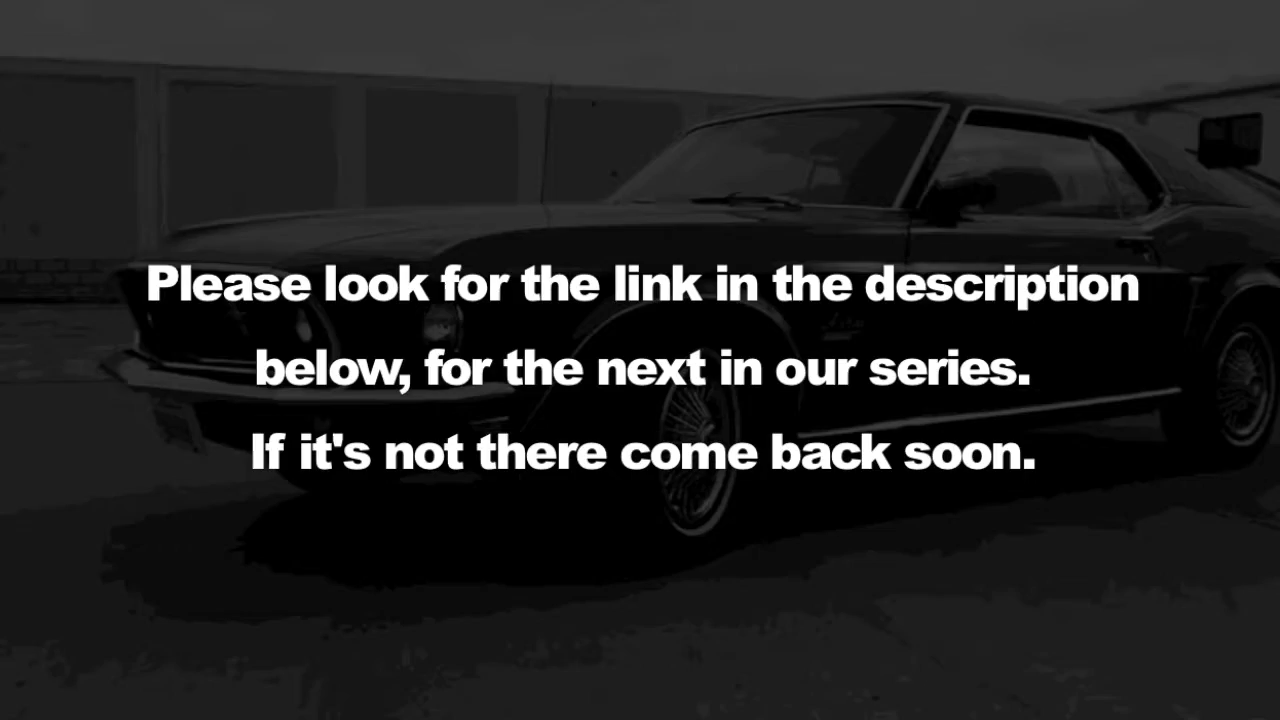 Please look for the link in the description
below, for the next in our series.
If it's not there come back soon.